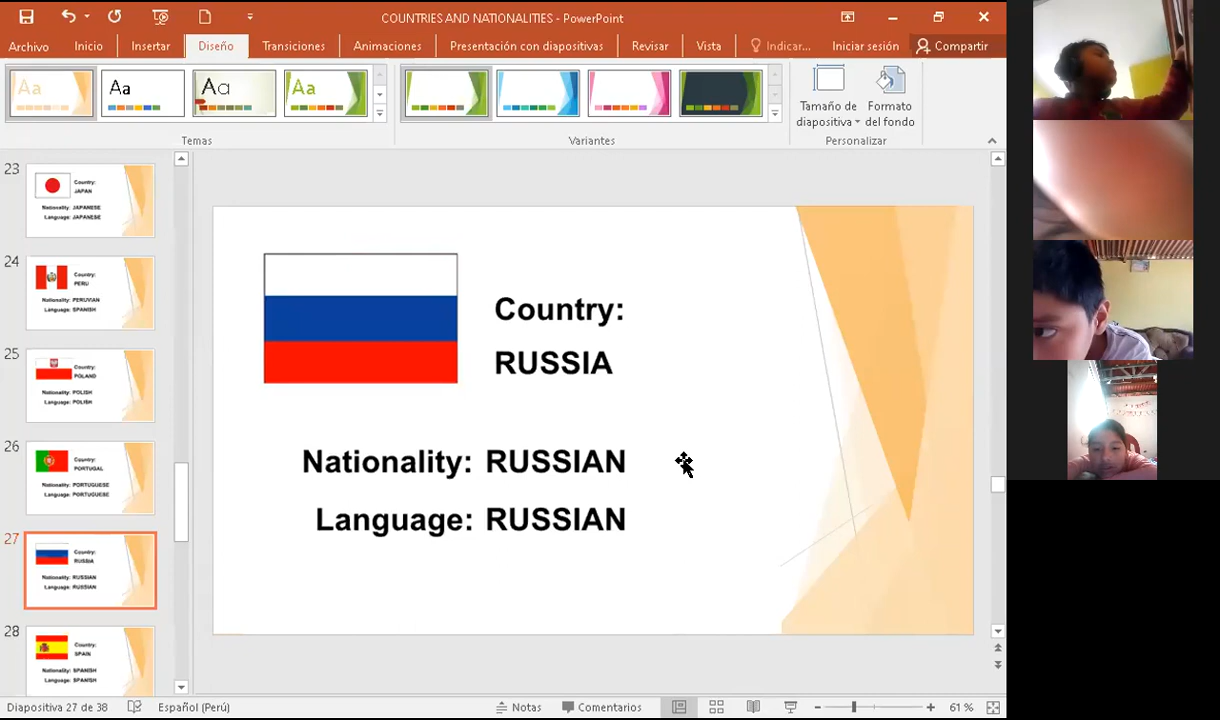 COUNTRIES AND NATIONALITIES - PowerPoint
Archivo Inicio Insertar Diseño Transiciones Animaciones Presentación con diapositivas Revisar Vista Indicar... Iniciar sesión Compartir
Aa Aa Aa Aa
Tamaño de diapositiva
Formato del fondo
Temas Variantes Personalizar
23
Country:
JAPAN
Nationality: JAPANESE
Language: JAPANESE
24
Country:
PERU
Nationality: PERUVIAN
Language: SPANISH
25
Country:
POLAND
Nationality: POLISH
Language: POLISH
26
Country:
PORTUGAL
Nationality: PORTUGUESE
Language: PORTUGUESE
27
Country:
RUSSIA
Nationality: RUSSIAN
Language: RUSSIAN
28
Country:
SPAIN
Nationality: SPANISH
Language: SPANISH
Country:
RUSSIA
Nationality: RUSSIAN
Language: RUSSIAN
Diapositiva 27 de 38 Español (Perú) Notas Comentarios 61 %